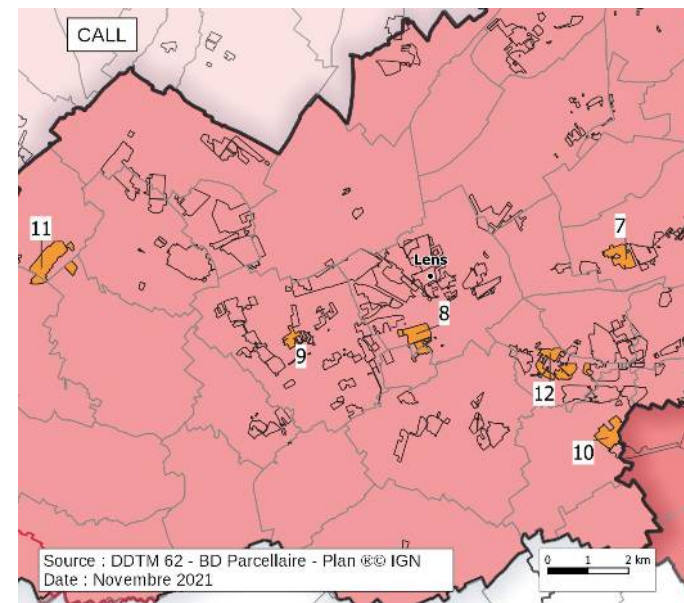 CALL
11
7
Lens
8
9
12
10
Source : DDTM 62 - BD Parcellaire - Plan ®© IGN
Date : Novembre 2021
0 1 2 km